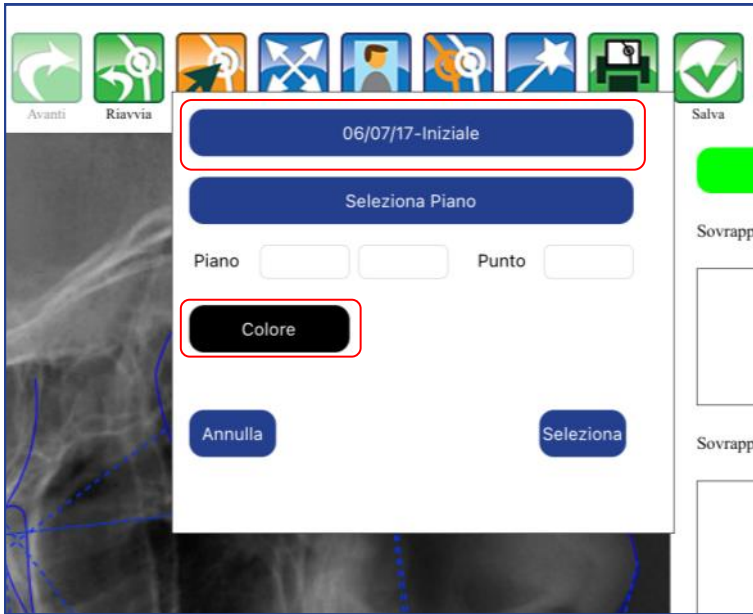 Avanti
Riavvia
Salva
06/07/17-Iniziale
Seleziona Piano
Piano
Punto
Colore
Annulla
Seleziona
Sovrapp
Sovrapp